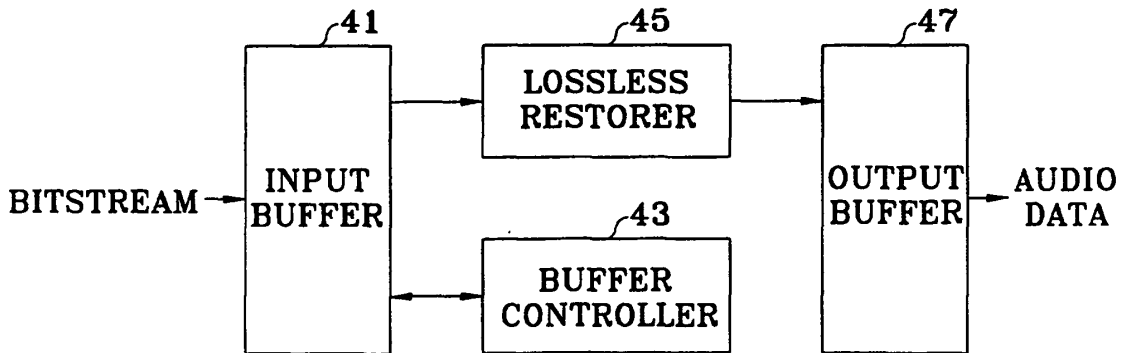 41
45
47
LOSSLESS
RESTORER
BITSTREAM
INPUT
BUFFER
OUTPUT
BUFFER
AUDIO
DATA
43
BUFFER
CONTROLLER